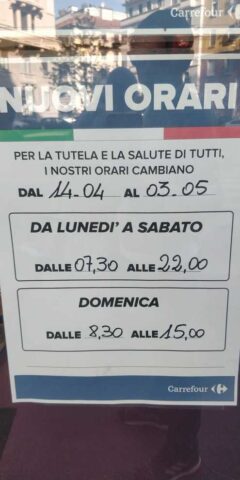 Carrefour
NUOVI ORARI
PER LA TUTELA E LA SALUTE DI TUTTI,
I NOSTRI ORARI CAMBIANO
DAL 14-04 AL 03-05
DA LUNEDI' A SABATO
DALLE 07,30 ALLE 22,00
DOMENICA
DALLE 8,30 ALLE 15,00
Carrefour